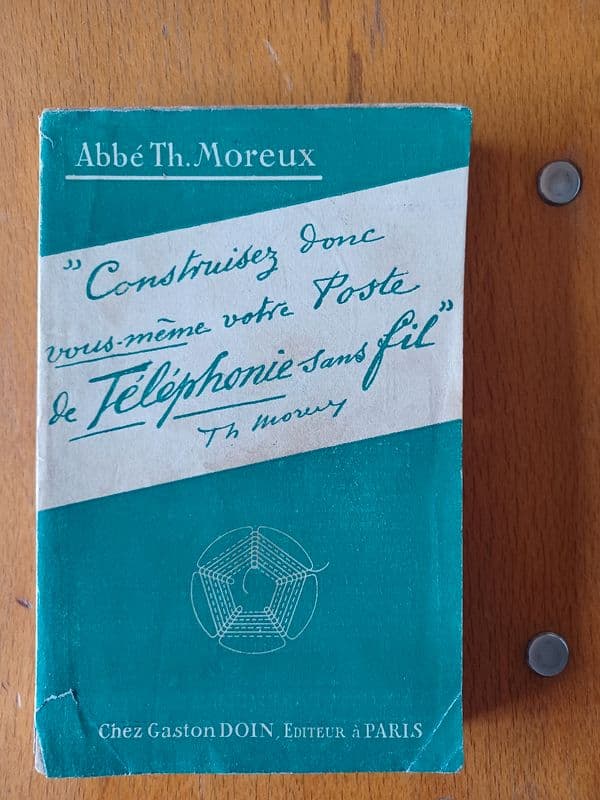 Abbé Th. Moreux
"Construisez donc
vous-même votre Poste
de Téléphonie sans fil"
Th Moreux
Chez Gaston DOIN, EDITEUR à PARIS